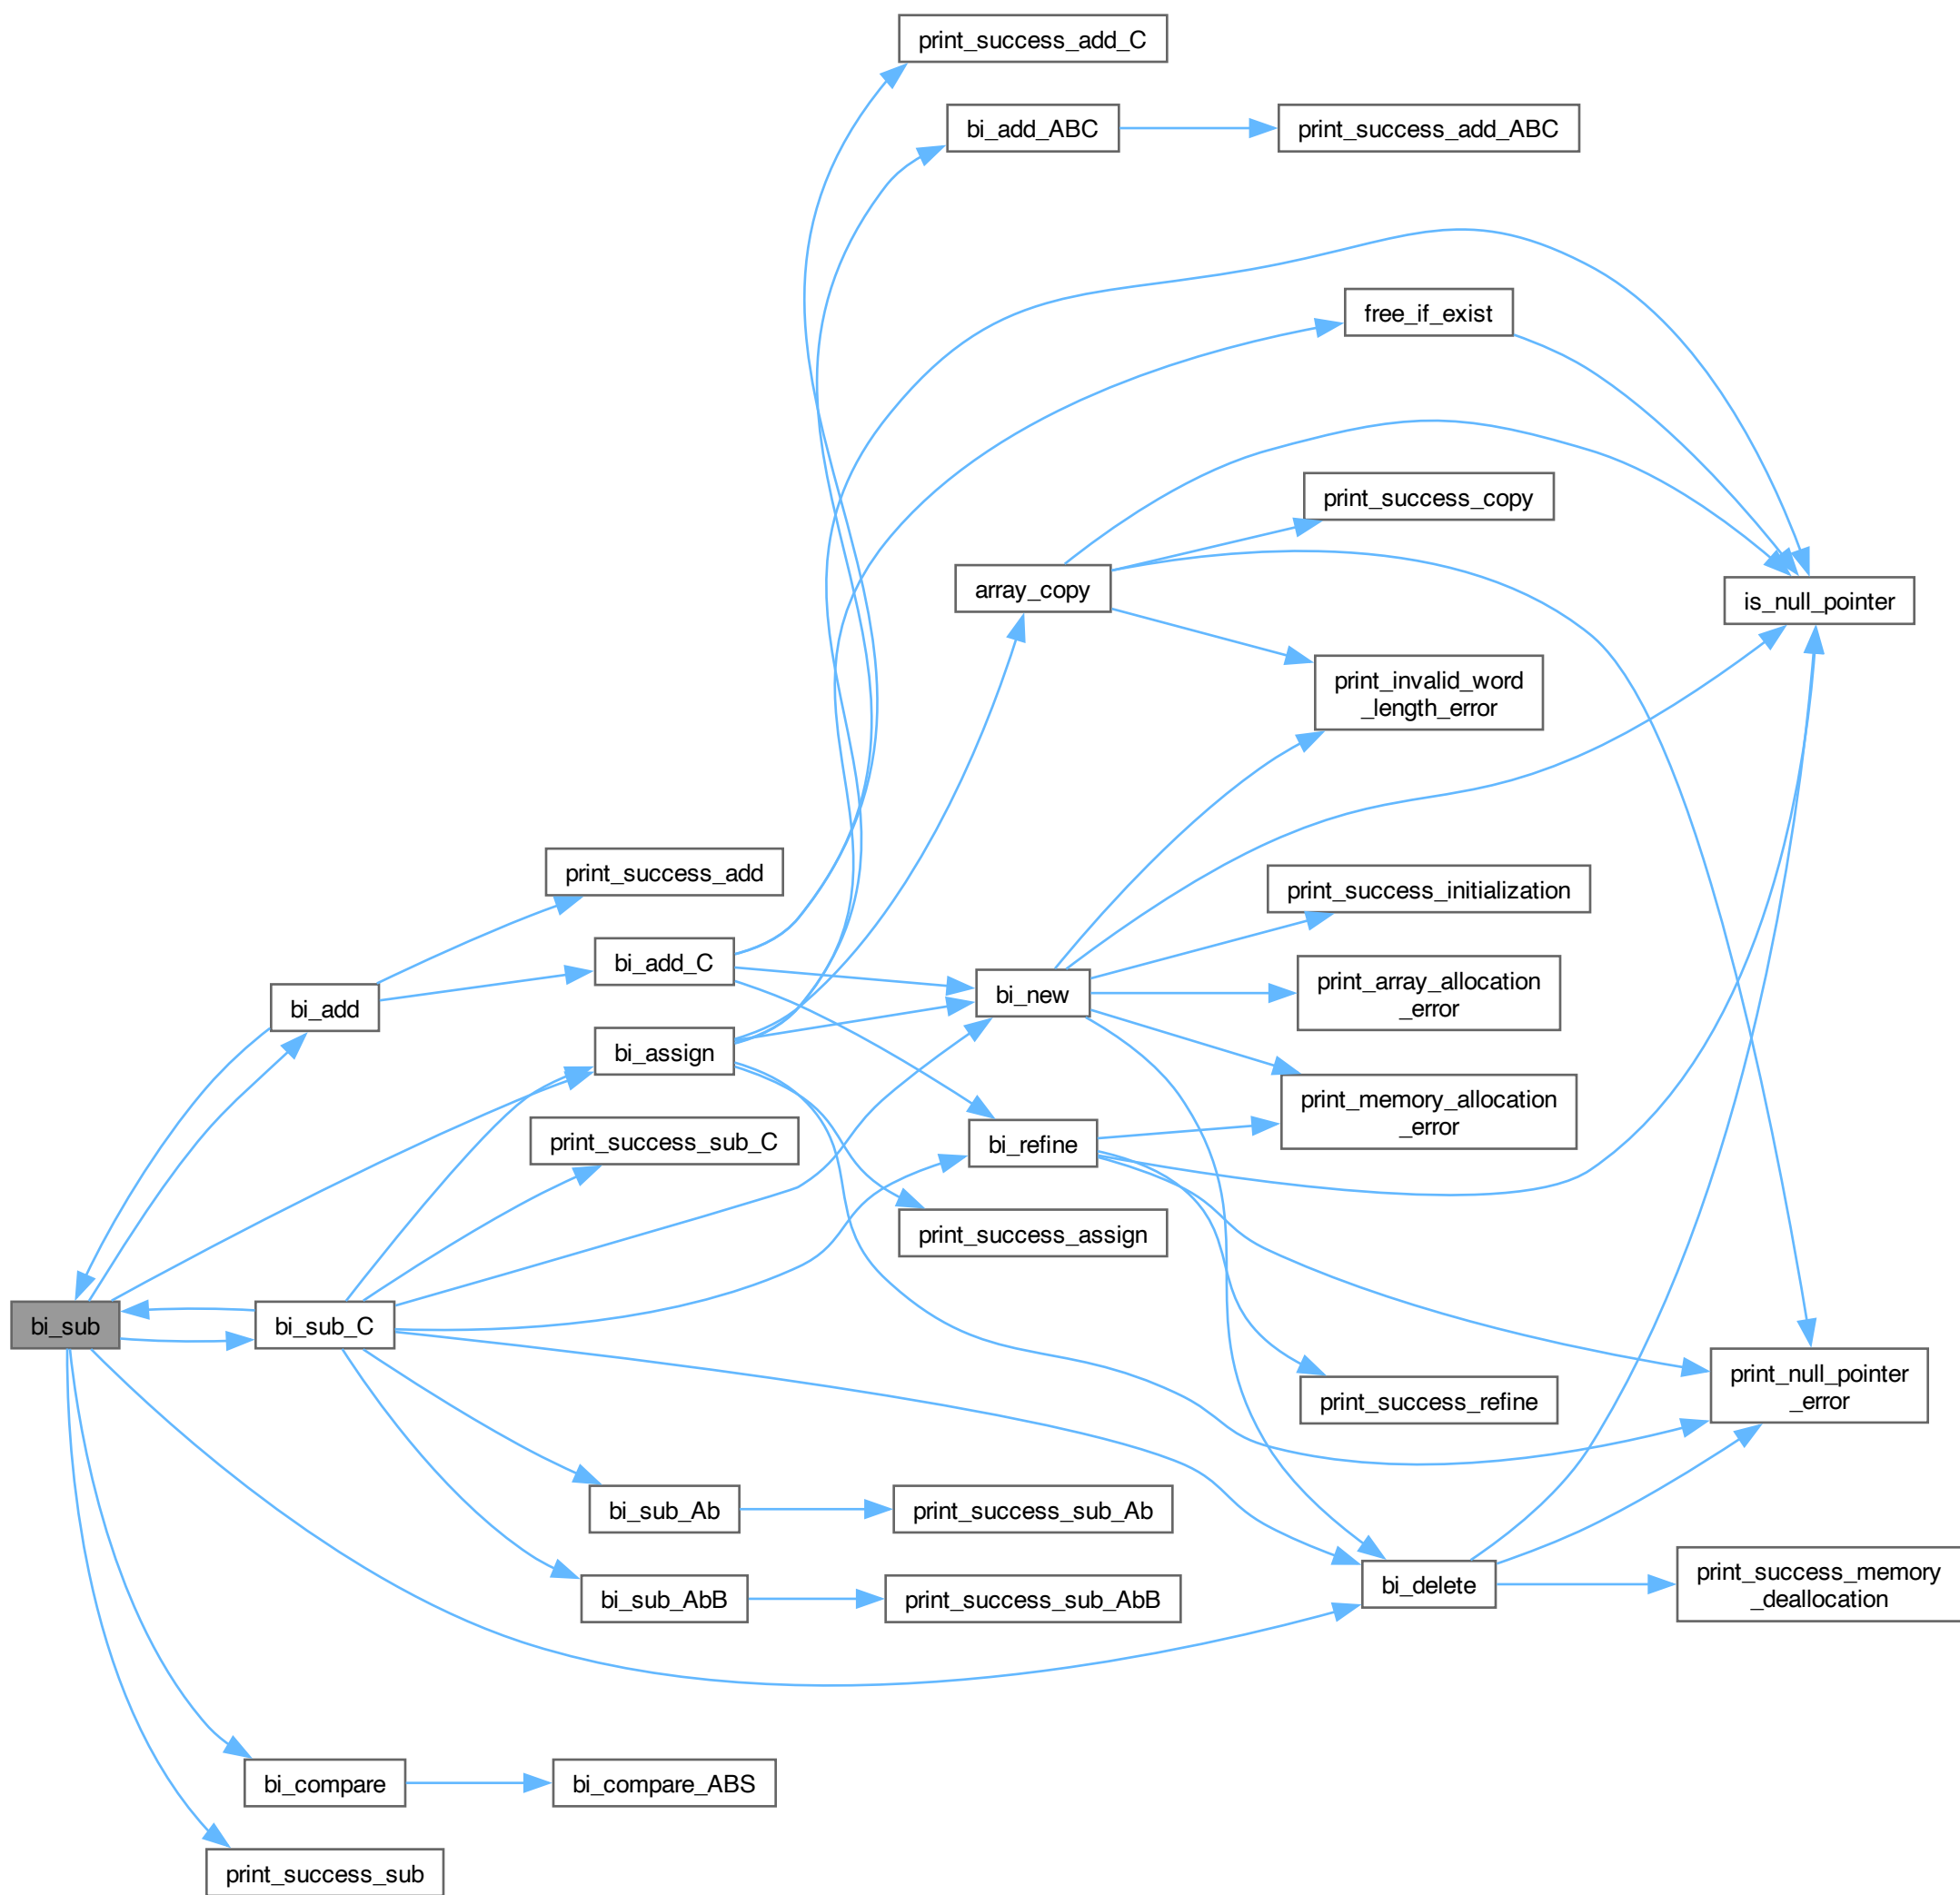 print_success_add_C
bi_add_ABC
print_success_add_ABC
free_if_exist
print_success_copy
array_copy
is_null_pointer
print_invalid_word
_length_error
print_success_add
print_success_initialization
bi_add_C
print_array_allocation
_error
bi_new
bi_add
bi_assign
print_memory_allocation
_error
print_success_sub_C
bi_refine
print_success_assign
bi_sub
bi_sub_C
print_null_pointer
_error
print_success_refine
bi_sub_Ab
print_success_sub_Ab
bi_delete
print_success_memory
_deallocation
bi_sub_AbB
print_success_sub_AbB
bi_compare
bi_compare_ABS
print_success_sub